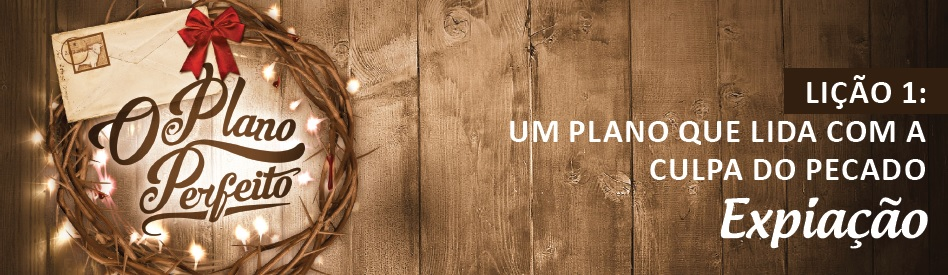 O Plano
Perfeito
LIÇÃO 1:
UM PLANO QUE LIDA COM A
CULPA DO PECADO
Expiação